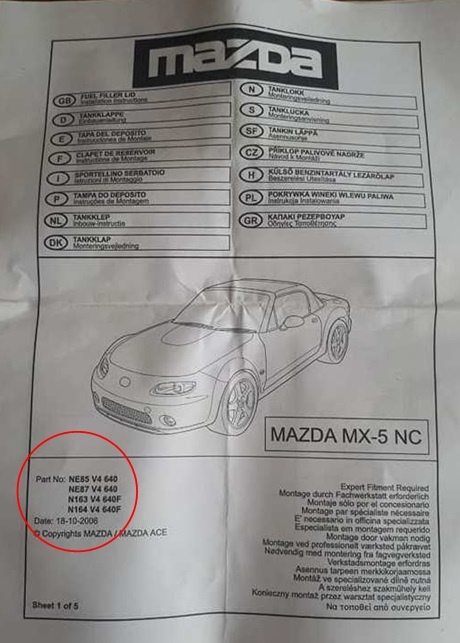 mazda
GB FUEL FILLER LID
Installation Instructions
D TANKKLAPPE
Einbauanleitung
E TAPA DEL DEPOSITO
Instrucciones de Montaje
F CLAPET DE RESERVOIR
Instructions de Montage
I SPORTELLINO SERBATOIO
Istruzioni di Montaggio
P TAMPA DO DEPOSITO
Instruções de Montagem
NL TANKKLEP
Inbouw-instructis
DK TANKKLAP
Monteringsvejledning
N TANKLOKK
Monteringsveiledning
S TANKLUCKA
Monteringsanvisning
SF TANKIN LÄPPÄ
Asennusohje
CZ PŘÍKLOP PALIVOVÉ NADRŽE
Návod k Montáži
H KÜLSŐ BENZINTARTÁLY LEZÁRÓLAP
Beszerelési Utasítása
PL POKRYWKA WINEKI WLEWU PALIWA
Instrukcja Instalowania
GR ΚΑΠΑΚΙ ΡΕΖΕΡΒΟΥΑΡ
Οδηγίες Τοποθέτησης
MAZDA MX-5 NC
Part No: NE85 V4 640
NE87 V4 640
N163 V4 640F
N164 V4 640F
Date: 18-10-2006
© Copyrights MAZDA / MAZDA ACE
Expert Fitment Required
Montage durch Fachwerkstatt erforderlich
Montaje sólo por el concesionario
Montage par spécialiste nécessaire
E' necessario in officina specializzata
Especialista em montagem requerido
Montage door vakman nodig
Montage ved professionelt værksted påkrævet
Nødvendig med montering fra fagverksted
Verkstadsmontage erfordras
Asennus tarpeen merkkikorjaamossa
Montáž ve specializované dílně nutná
A szereléshez szakműhely kell
Konieczny montaż przez warsztat specjalistyczny
Να τοποθετεί από συνεργείο
Sheet 1 of 5